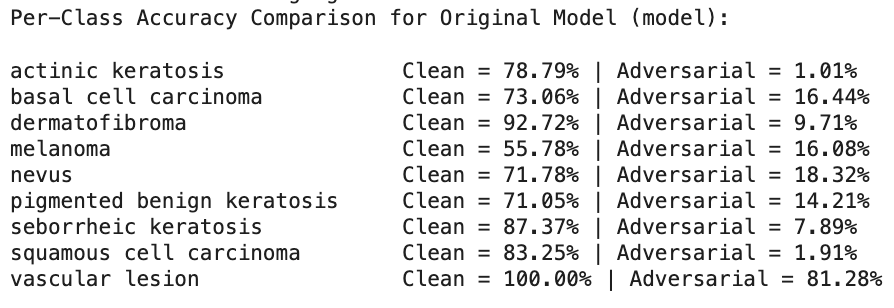 Per-Class Accuracy Comparison for Original Model (model):
actinic keratosis Clean = 78.79% | Adversarial = 1.01%
basal cell carcinoma Clean = 73.06% | Adversarial = 16.44%
dermatofibroma Clean = 92.72% | Adversarial = 9.71%
melanoma Clean = 55.78% | Adversarial = 16.08%
nevus Clean = 71.78% | Adversarial = 18.32%
pigmented benign keratosis Clean = 71.05% | Adversarial = 14.21%
seborrheic keratosis Clean = 87.37% | Adversarial = 7.89%
squamous cell carcinoma Clean = 83.25% | Adversarial = 1.91%
vascular lesion Clean = 100.00% | Adversarial = 81.28%